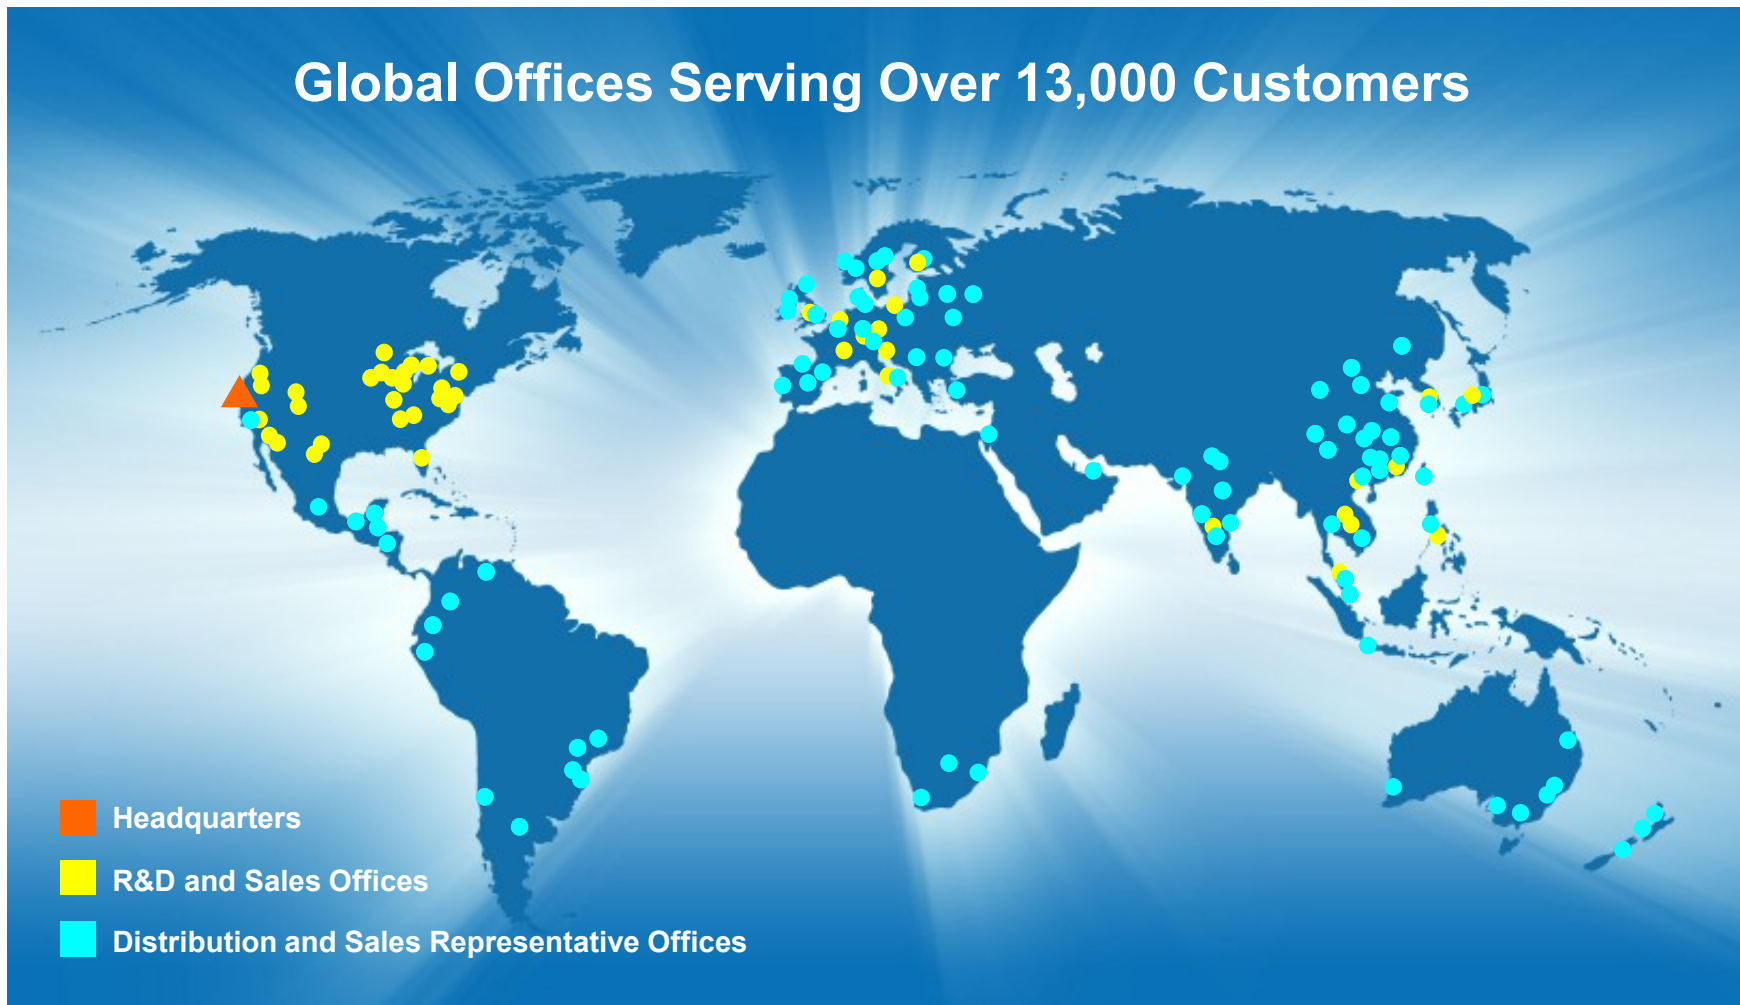 Global Offices Serving Over 13,000 Customers
Headquarters
R&D and Sales Offices
Distribution and Sales Representative Offices